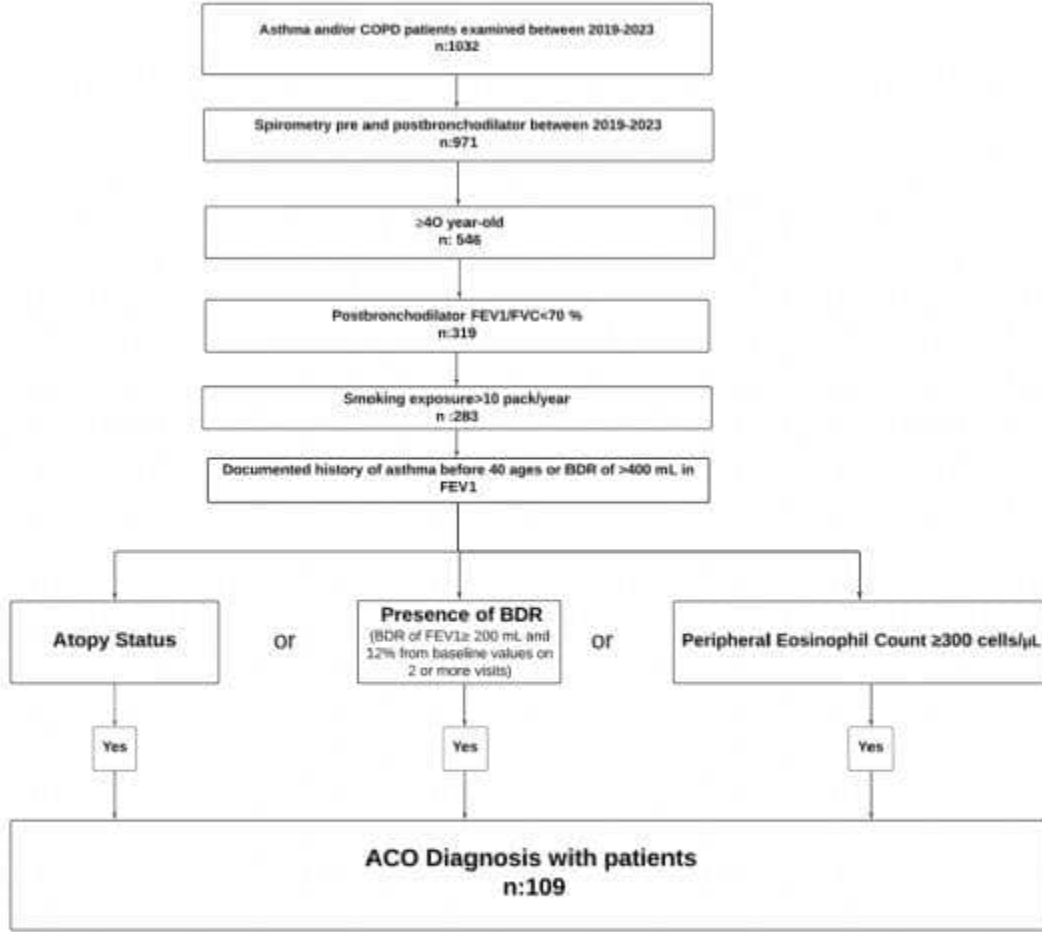 Asthma and/or COPD patients examined between 2019-2023
n:1032
Spirometry pre and postbronchodilator between 2019-2023
n:971
≥4O year-old
n: 546
Postbronchodilator FEV1/FVC<70 %
n:319
Smoking exposure>10 pack/year
n :283
Documented history of asthma before 40 ages or BDR of >400 mL in
FEV1
Atopy Status
or
Presence of BDR
(BDR of FEV1≥ 200 mL and
12% from baseline values on
2 or more visits)
or
Peripheral Eosinophil Count ≥300 cells/μL
Yes
Yes
Yes
ACO Diagnosis with patients
n:109